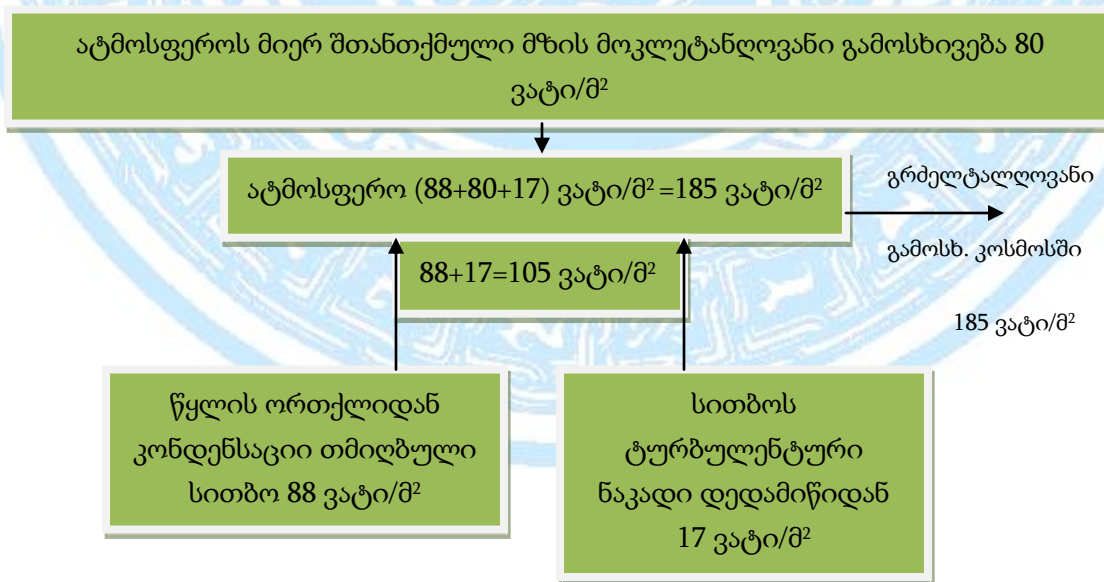 ატმოსფეროს მიერ შთანთქმული მზის მოკლეტანღოვანი გამოსხივება 80
ვატი/მ²
ატმოსფერო (88+80+17) ვატი/მ² =185 ვატი/მ²
გრძელტალღოვანი
გამოსხ. კოსმოსში
185 ვატი/მ²
88+17=105 ვატი/მ²
წყლის ორთქლიდან
კონდენსაციი თმიღბული
სითბო 88 ვატი/მ²
სითბოს
ტურბულენტური
ნაკადი დედამიწიდან
17 ვატი/მ²